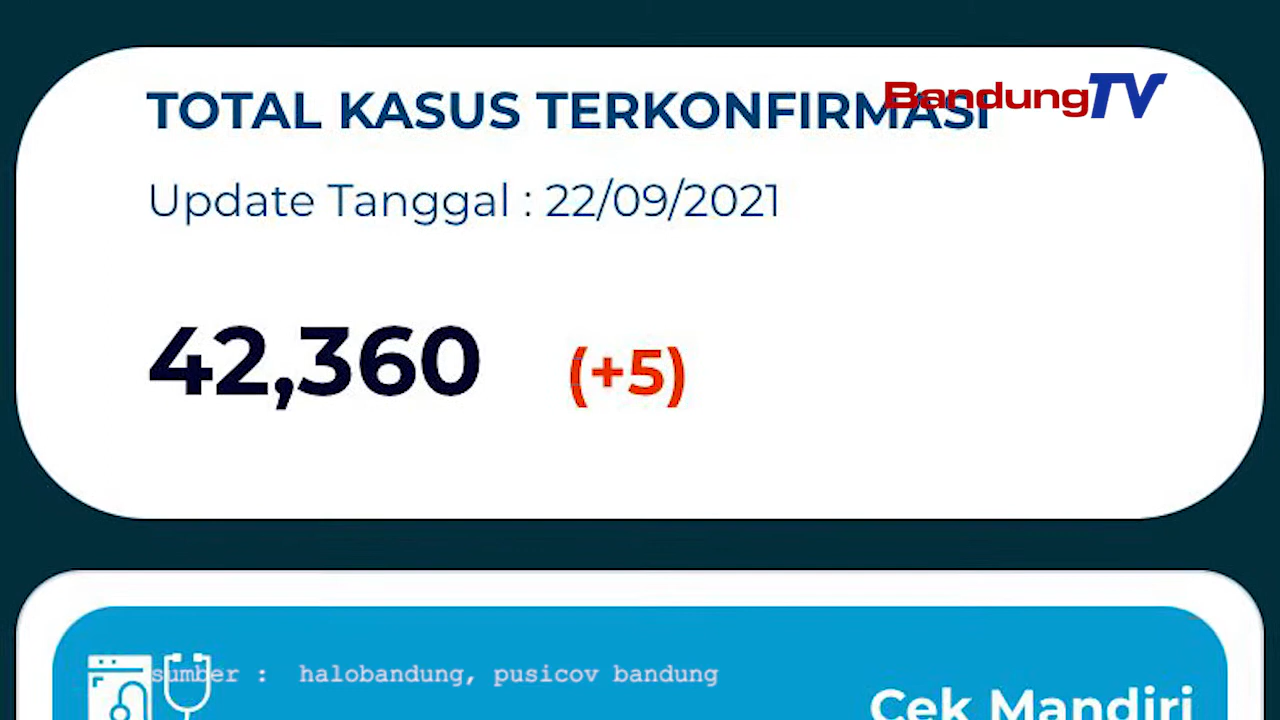 BandungTV
TOTAL KASUS TERKONFIRMASI
Update Tanggal : 22/09/2021
42,360 (+5)
sumber : halobandung, pusicov bandung
Cek Mandiri